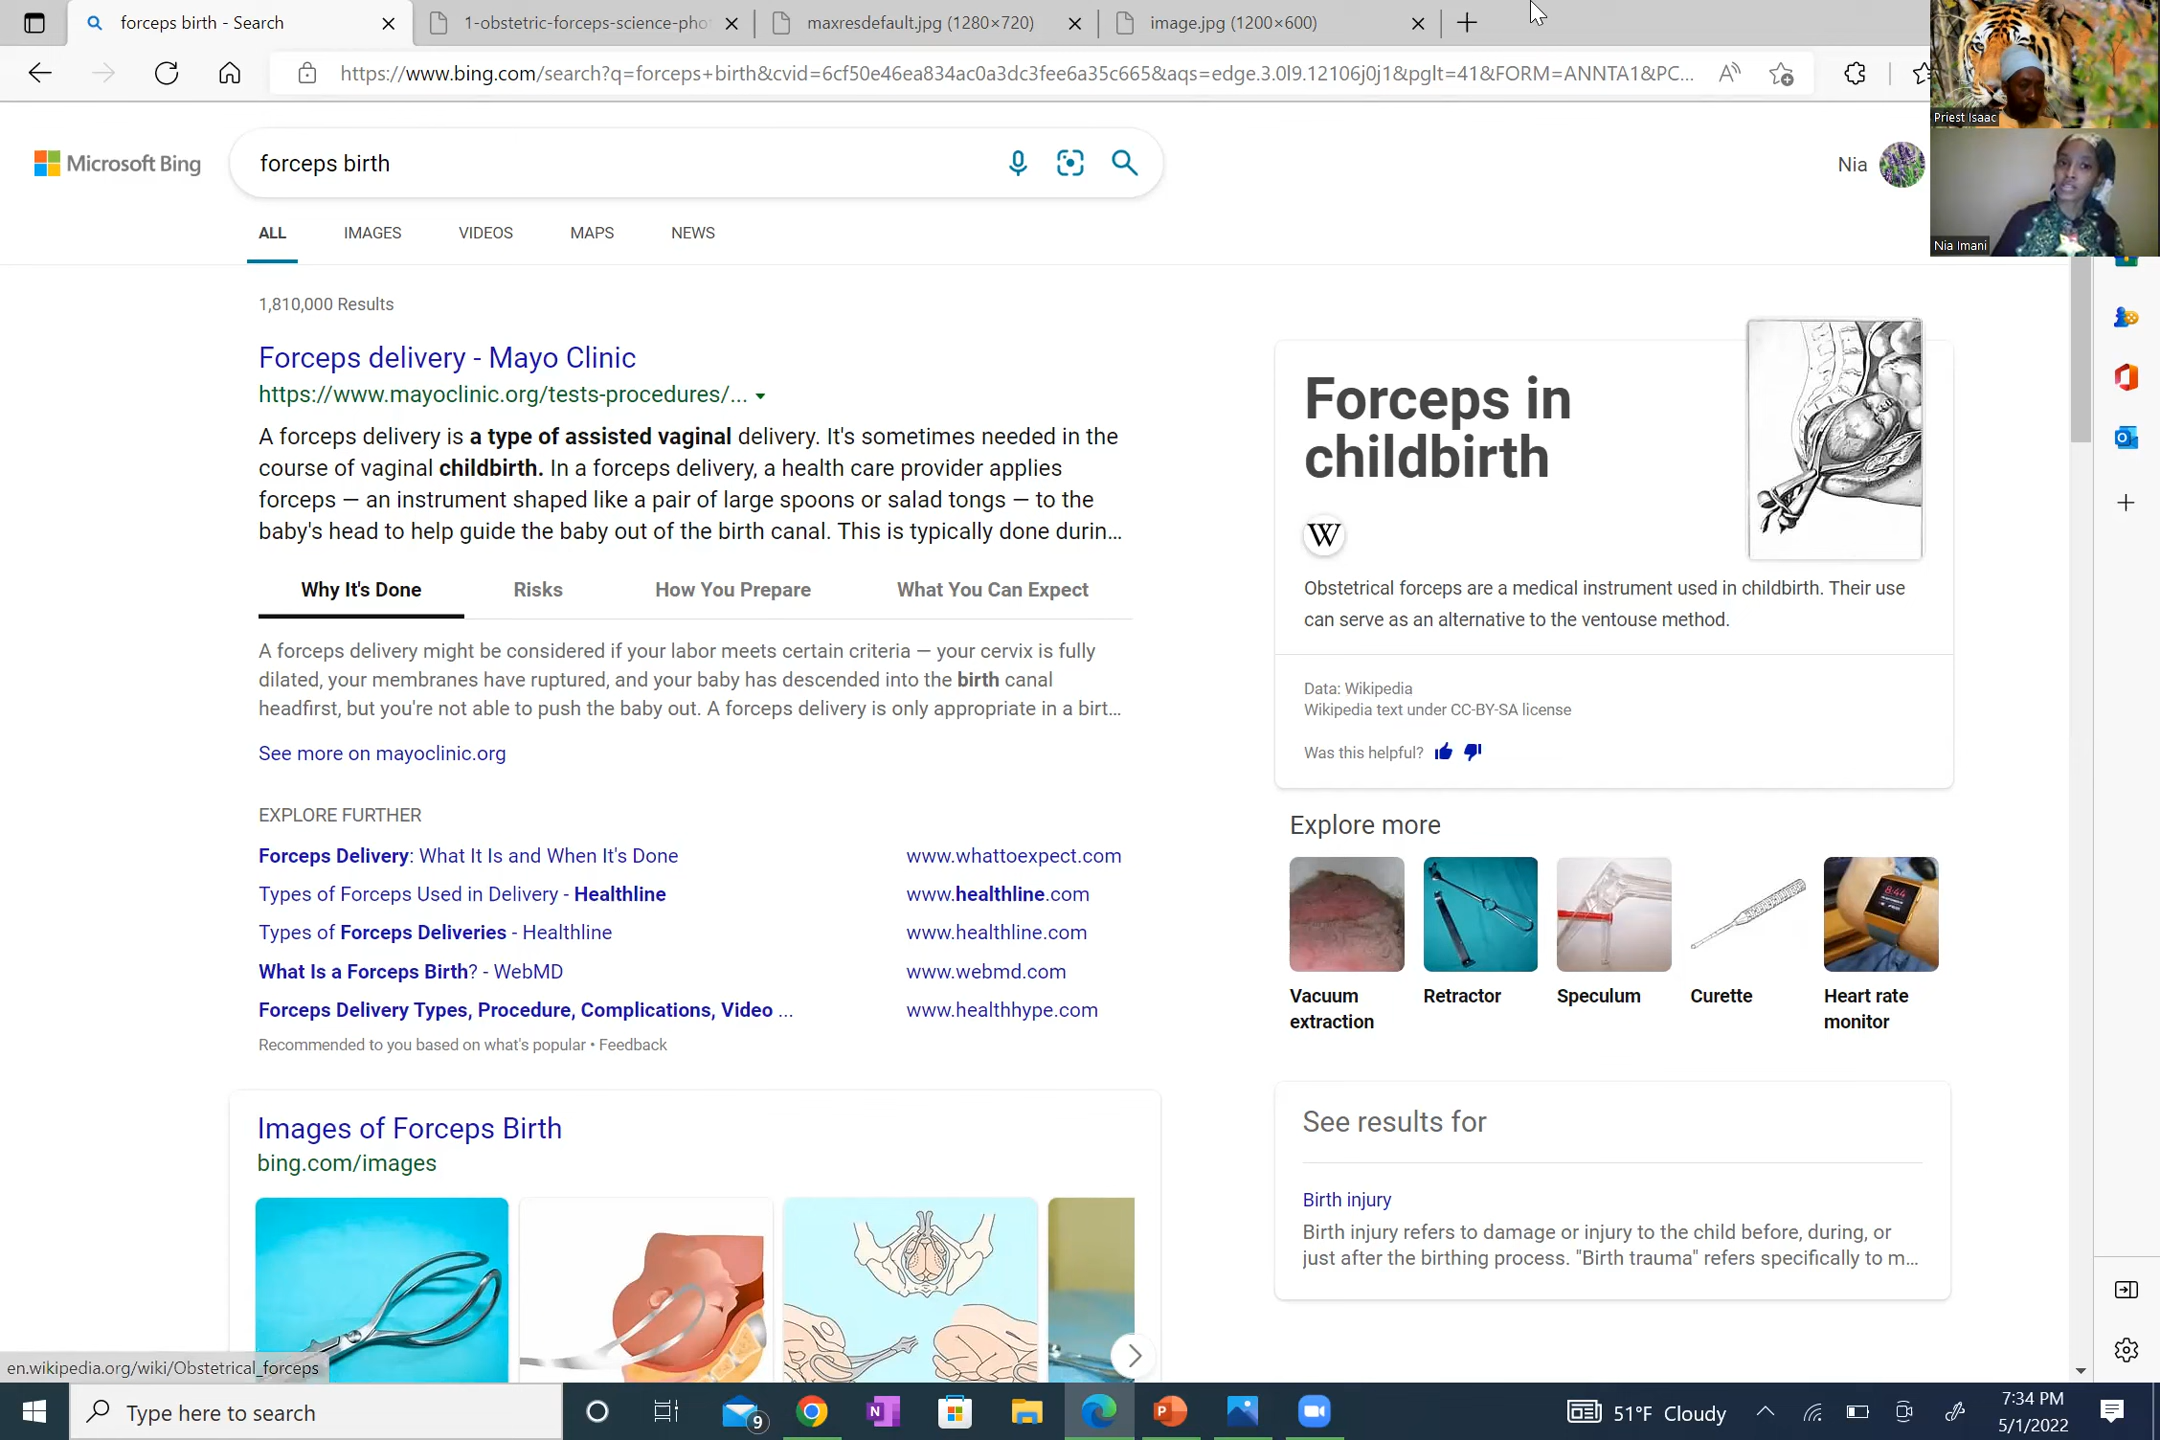 forceps birth - Search
1-obstetric-forceps-science-pho
maxresdefault.jpg (1280×720)
image.jpg (1200×600)
https://www.bing.com/search?q=forceps+birth&cvid=6cf50e46ea834ac0a3dc3fee6a35c665&aqs=edge.3.0l9.12106j0j1&pglt=41&FORM=ANNTA1&PC...
Priest Isaac
Nia Imani
Microsoft Bing
forceps birth
Nia
ALL IMAGES VIDEOS MAPS NEWS
1,810,000 Results
Forceps delivery - Mayo Clinic
https://www.mayoclinic.org/tests-procedures/...
A forceps delivery is a type of assisted vaginal delivery. It's sometimes needed in the
course of vaginal childbirth. In a forceps delivery, a health care provider applies
forceps — an instrument shaped like a pair of large spoons or salad tongs — to the
baby's head to help guide the baby out of the birth canal. This is typically done durin...
Why It's Done Risks How You Prepare What You Can Expect
A forceps delivery might be considered if your labor meets certain criteria — your cervix is fully
dilated, your membranes have ruptured, and your baby has descended into the birth canal
headfirst, but you're not able to push the baby out. A forceps delivery is only appropriate in a birt...
See more on mayoclinic.org
EXPLORE FURTHER
Forceps Delivery: What It Is and When It's Done www.whattoexpect.com
Types of Forceps Used in Delivery - Healthline www.healthline.com
Types of Forceps Deliveries - Healthline www.healthline.com
What Is a Forceps Birth? - WebMD www.webmd.com
Forceps Delivery Types, Procedure, Complications, Video ... www.healthhype.com
Recommended to you based on what's popular • Feedback
Images of Forceps Birth
bing.com/images
Forceps in
childbirth
W
Obstetrical forceps are a medical instrument used in childbirth. Their use
can serve as an alternative to the ventouse method.
Data: Wikipedia
Wikipedia text under CC-BY-SA license
Was this helpful?
Explore more
8:44
Vacuum
extraction
Retractor
Speculum
Curette
Heart rate
monitor
See results for
Birth injury
Birth injury refers to damage or injury to the child before, during, or
just after the birthing process. "Birth trauma" refers specifically to m...
en.wikipedia.org/wiki/Obstetrical_forceps
Type here to search
9
51°F Cloudy
7:34 PM
5/1/2022